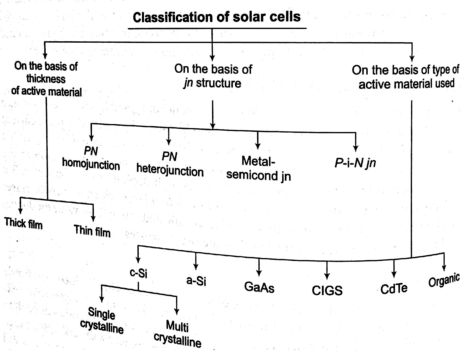 Classification of solar cells
On the basis of
thickness
of active material
On the basis of
jn structure
On the basis of type of
active material used
PN
homojunction
PN
heterojunction
Metal-
semicond jn
P-i-N jn
Thick film
Thin film
c-Si
a-Si
GaAs
CIGS
CdTe
Organic
Single
crystalline
Multi
crystalline